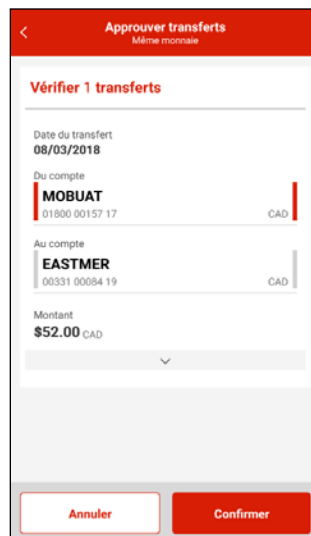 Approuver transferts
Même monnaie
Vérifier 1 transferts
Date du transfert
08/03/2018
Du compte
MOBUAT
01800 00157 17 CAD
Au compte
EASTMER
00331 00084 19 CAD
Montant
$52.00 CAD
Annuler Confirmer